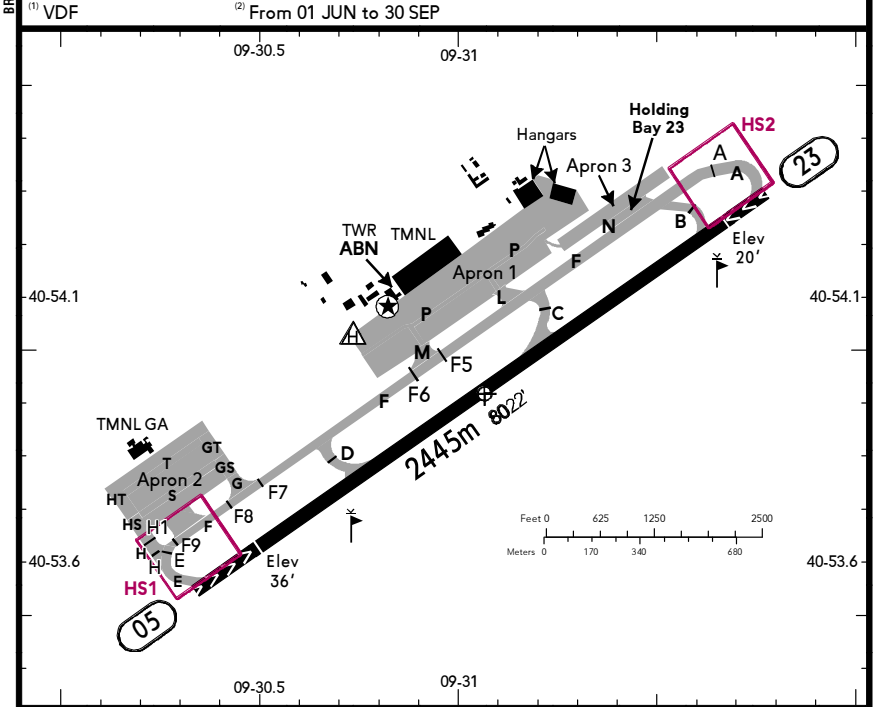 BR
(1) VDF
(2) From 01 JUN to 30 SEP
09-30.5
09-31
Holding
Bay 23
HS2
Hangars
Apron 3
A
A
23
N
B
TWR
ABN
TMNL
P
Elev
20'
Apron 1
F
40-54.1
40-54.1
L
P
C
H
M
F5
F6
F
8022'
2445m
TMNL GA
GT
D
T
GS
Apron 2
G
S
F7
HT
F8
Feet 0 625 1250 2500
HS
H1
F
F9
Meters 0 170 340 680
H
E
H
Elev
36'
40-53.6
40-53.6
E
HS1
05
09-30.5
09-31